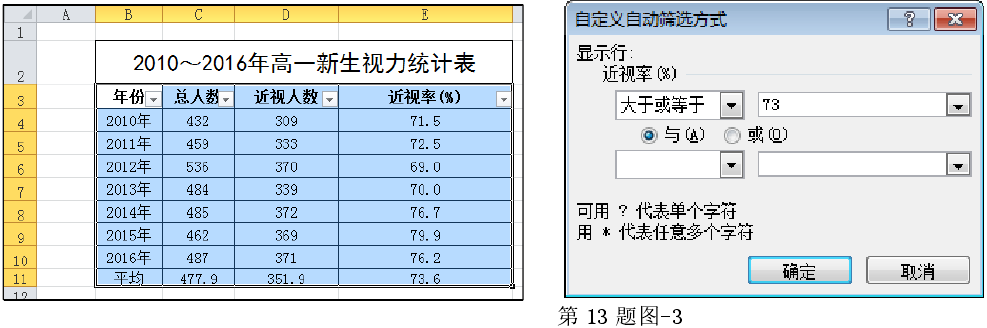 A B C D E
1
2 2010～2016年高一新生视力统计表
3 年份 总人数 近视人数 近视率(%)
4 2010年 432 309 71.5
5 2011年 459 333 72.5
6 2012年 536 370 69.0
7 2013年 484 339 70.0
8 2014年 485 372 76.7
9 2015年 462 369 79.9
10 2016年 487 371 76.2
11 平均 477.9 351.9 73.6
12
自定义自动筛选方式
显示行:
近视率(%)
大于或等于 73
与(A) 或(O)
可用 ? 代表单个字符
用 * 代表任意多个字符
确定 取消
第 13 题图-3